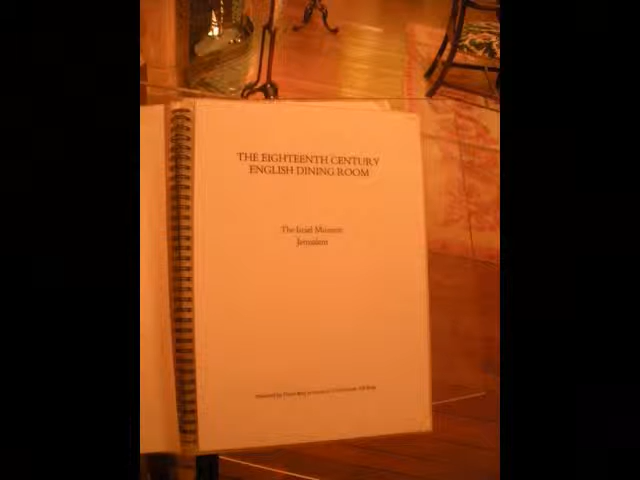 THE EIGHTEENTH CENTURY
ENGLISH DINING ROOM
The Israel Museum
Jerusalem